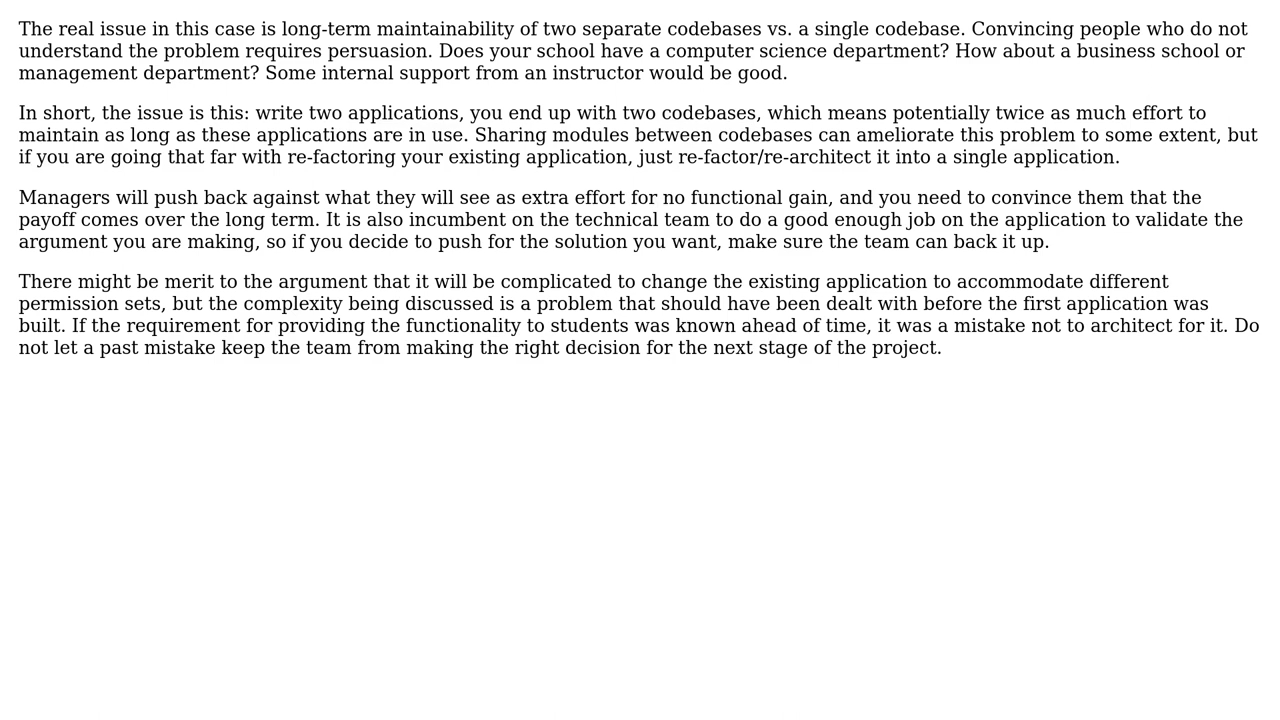 The real issue in this case is long-term maintainability of two separate codebases vs. a single codebase. Convincing people who do not
understand the problem requires persuasion. Does your school have a computer science department? How about a business school or
management department? Some internal support from an instructor would be good.
In short, the issue is this: write two applications, you end up with two codebases, which means potentially twice as much effort to
maintain as long as these applications are in use. Sharing modules between codebases can ameliorate this problem to some extent, but
if you are going that far with re-factoring your existing application, just re-factor/re-architect it into a single application.
Managers will push back against what they will see as extra effort for no functional gain, and you need to convince them that the
payoff comes over the long term. It is also incumbent on the technical team to do a good enough job on the application to validate the
argument you are making, so if you decide to push for the solution you want, make sure the team can back it up.
There might be merit to the argument that it will be complicated to change the existing application to accommodate different
permission sets, but the complexity being discussed is a problem that should have been dealt with before the first application was
built. If the requirement for providing the functionality to students was known ahead of time, it was a mistake not to architect for it. Do
not let a past mistake keep the team from making the right decision for the next stage of the project.